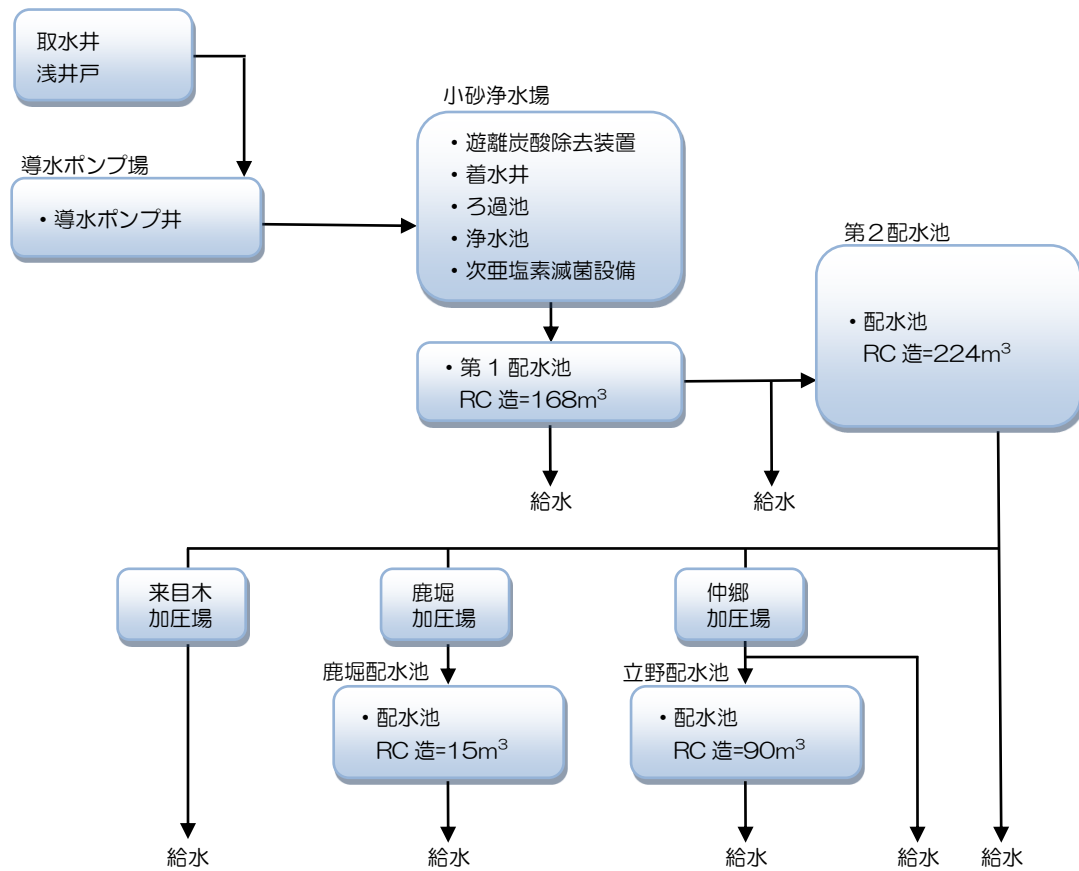 取水井
浅井戸
導水ポンプ場
・導水ポンプ井
小砂浄水場
・遊離炭酸除去装置
・着水井
・ろ過池
・浄水池
・次亜塩素滅菌設備
第２配水池
・配水池
RC 造=224m³
・第 1 配水池
RC 造=168m³
給水
給水
来目木
加圧場
鹿堀
加圧場
仲郷
加圧場
鹿堀配水池
・配水池
RC 造=15m³
立野配水池
・配水池
RC 造=90m³
給水
給水
給水
給水
給水